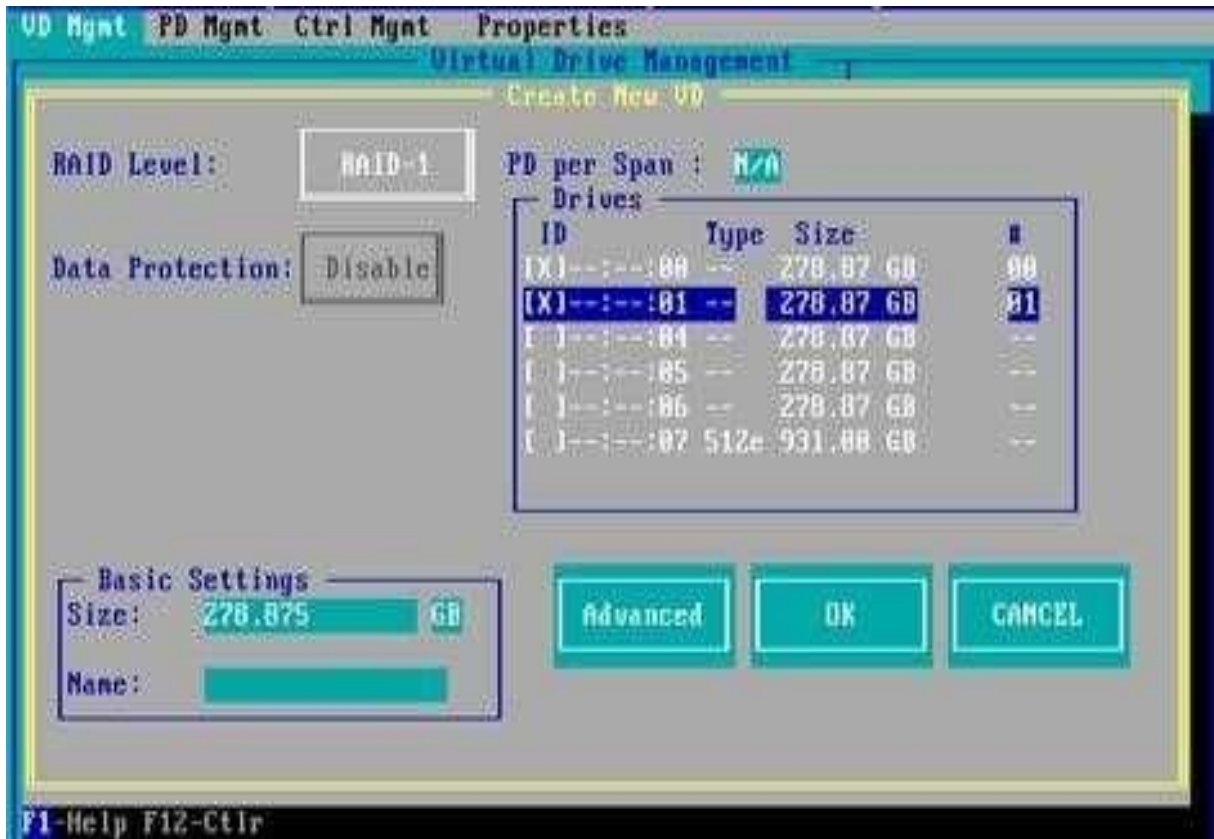 VD Mgmt PD Mgmt Ctrl Mgmt Properties
Virtual Drive Management
Create New VD
RAID Level: RAID-1 PD per Span : N/A
Drives
ID Type Size #
Data Protection: Disable
[X]--:--:00 -- 278.87 GB 00
[X]--:--:01 -- 278.87 GB 01
[ ]--:--:04 -- 278.87 GB --
[ ]--:--:05 -- 278.87 GB --
[ ]--:--:06 -- 278.87 GB --
[ ]--:--:07 512e 931.00 GB --
Basic Settings
Size: 278.875 GB
Name:
Advanced OK CANCEL
F1-Help F12-Ctlr